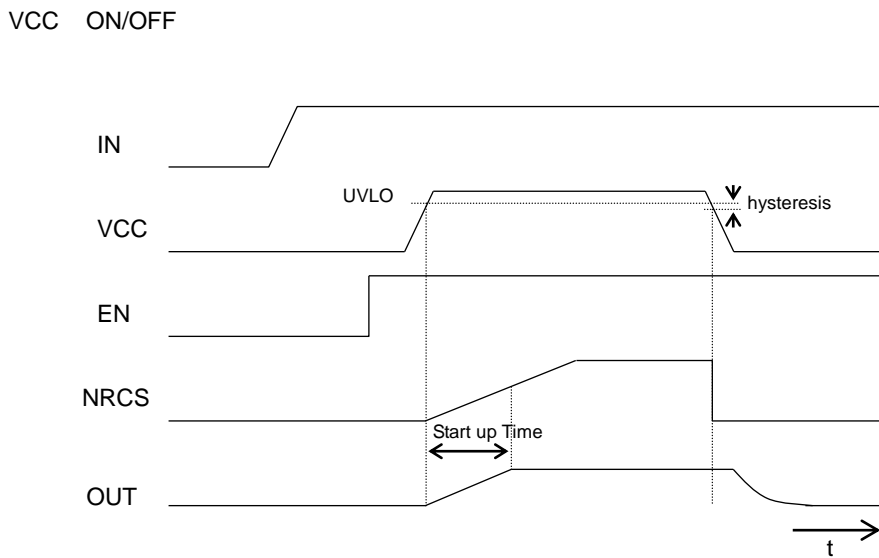 VCC ON/OFF
IN
UVLO
hysteresis
VCC
EN
NRCS
Start up Time
OUT
t